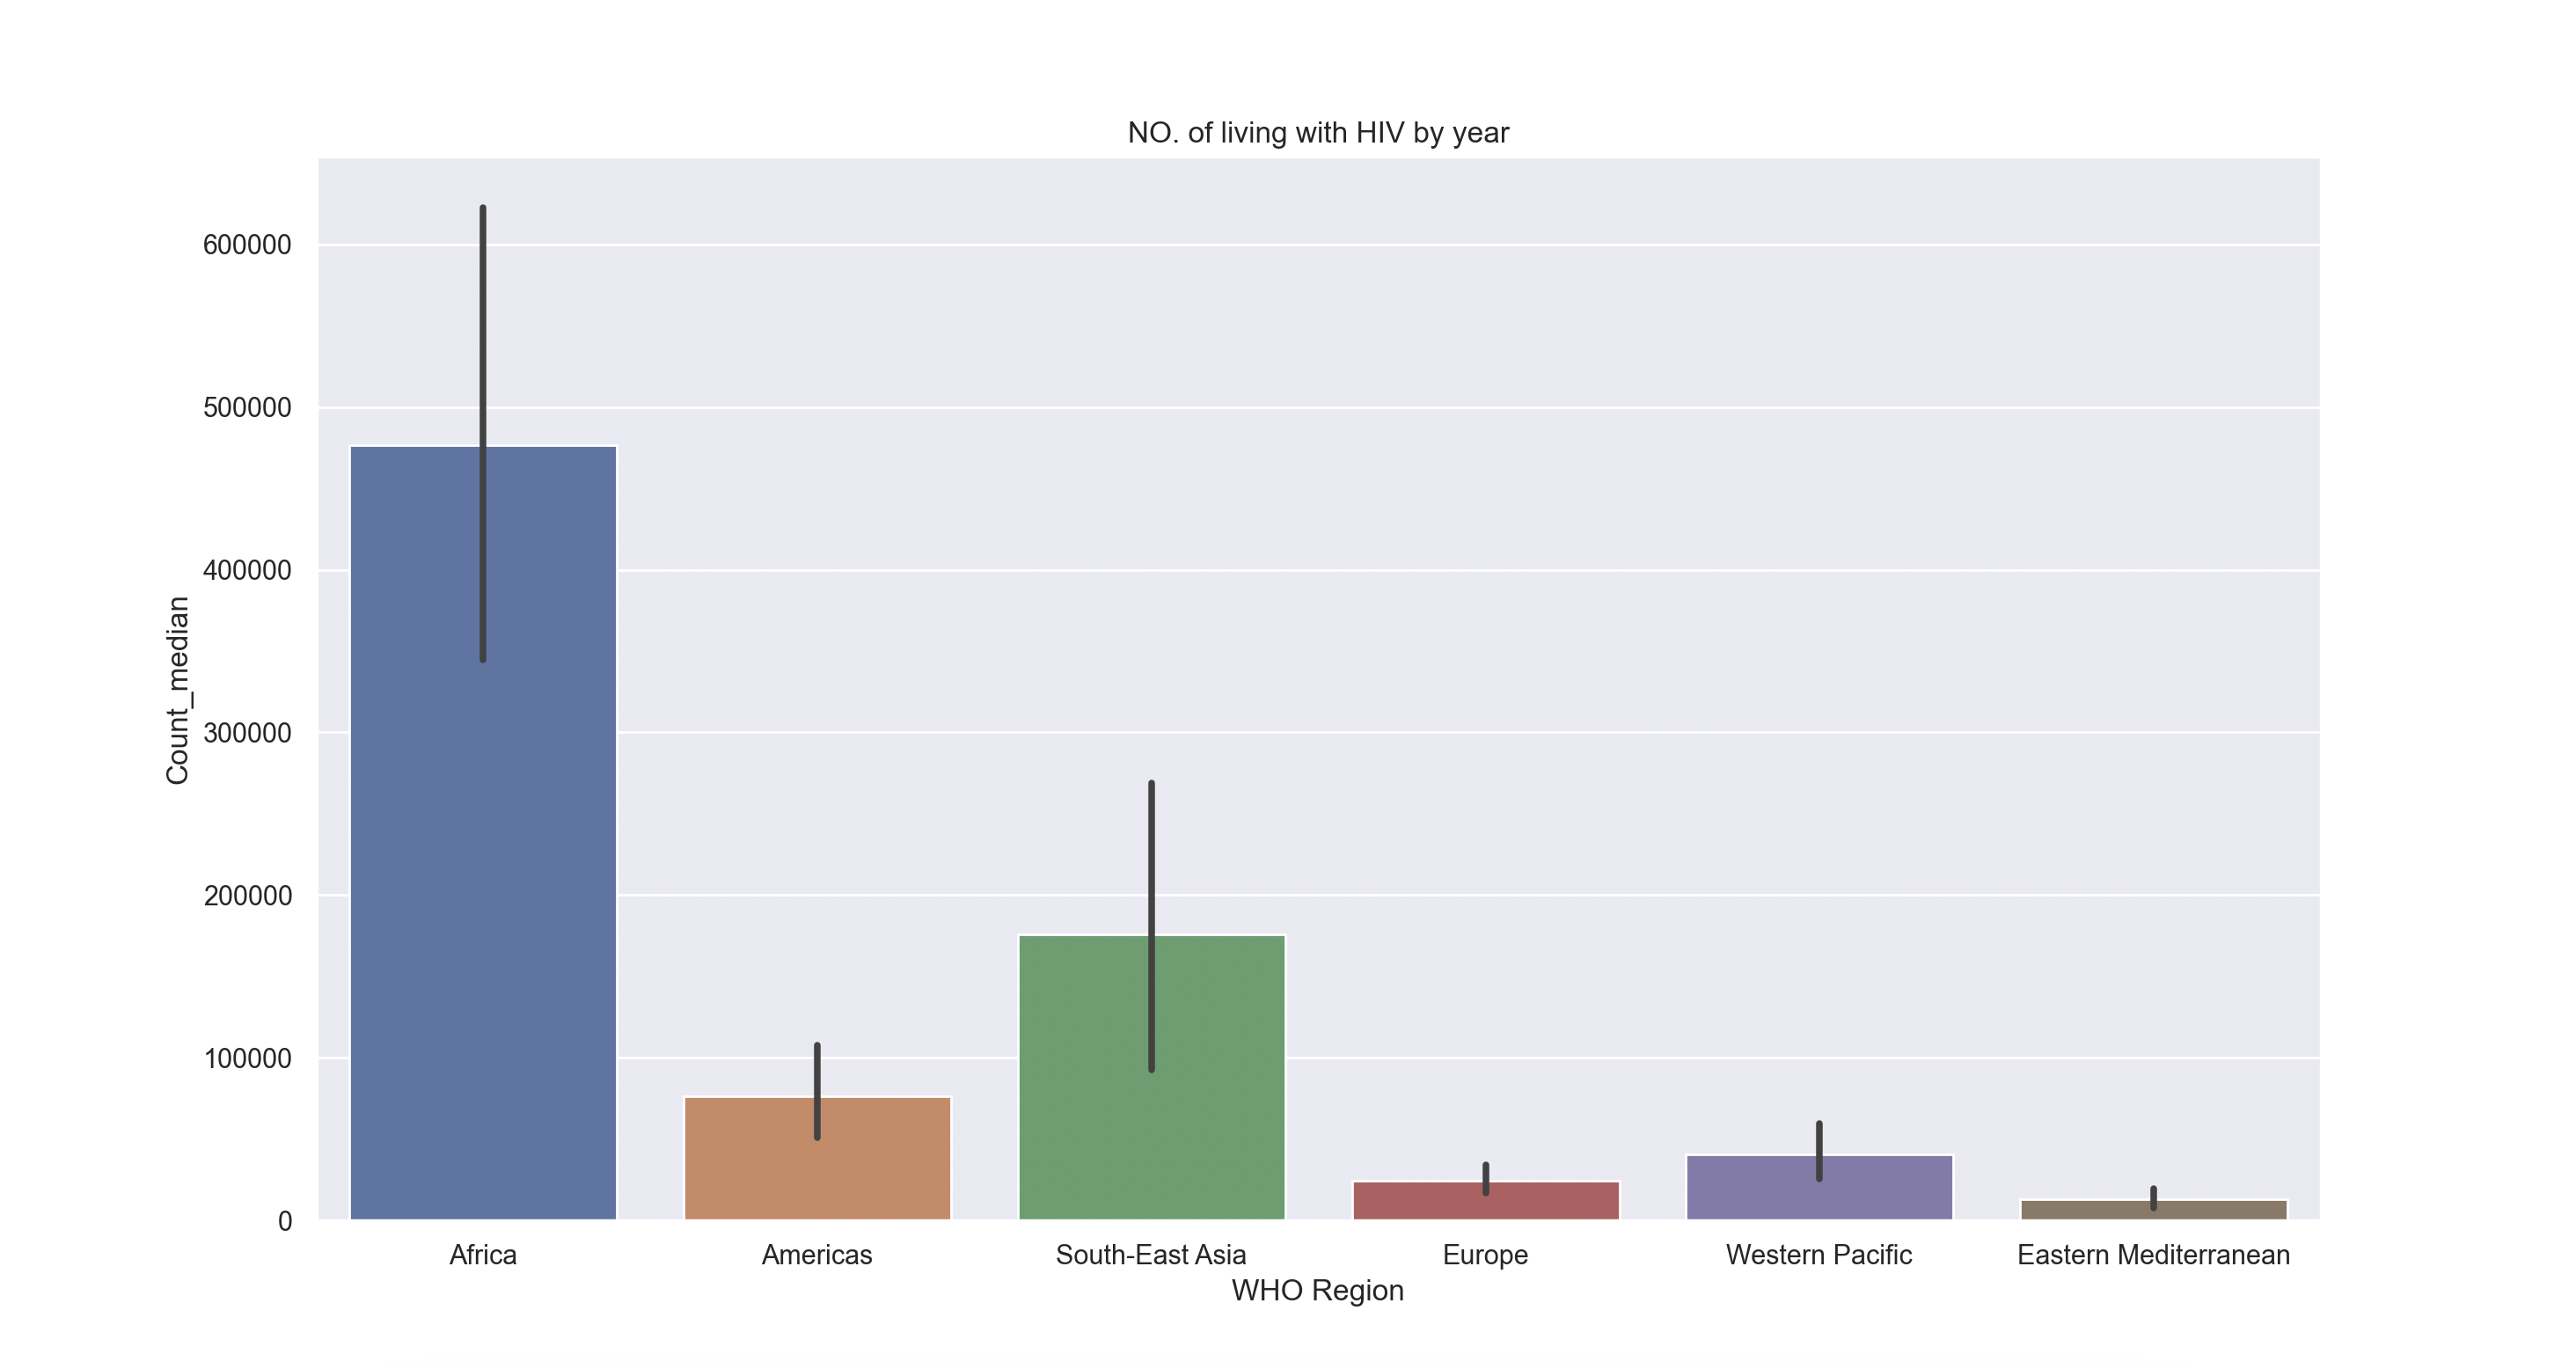 NO. of living with HIV by year
600000
500000
400000
300000
200000
100000
0
Count_median
Africa
Americas
South-East Asia
Europe
Western Pacific
Eastern Mediterranean
WHO Region